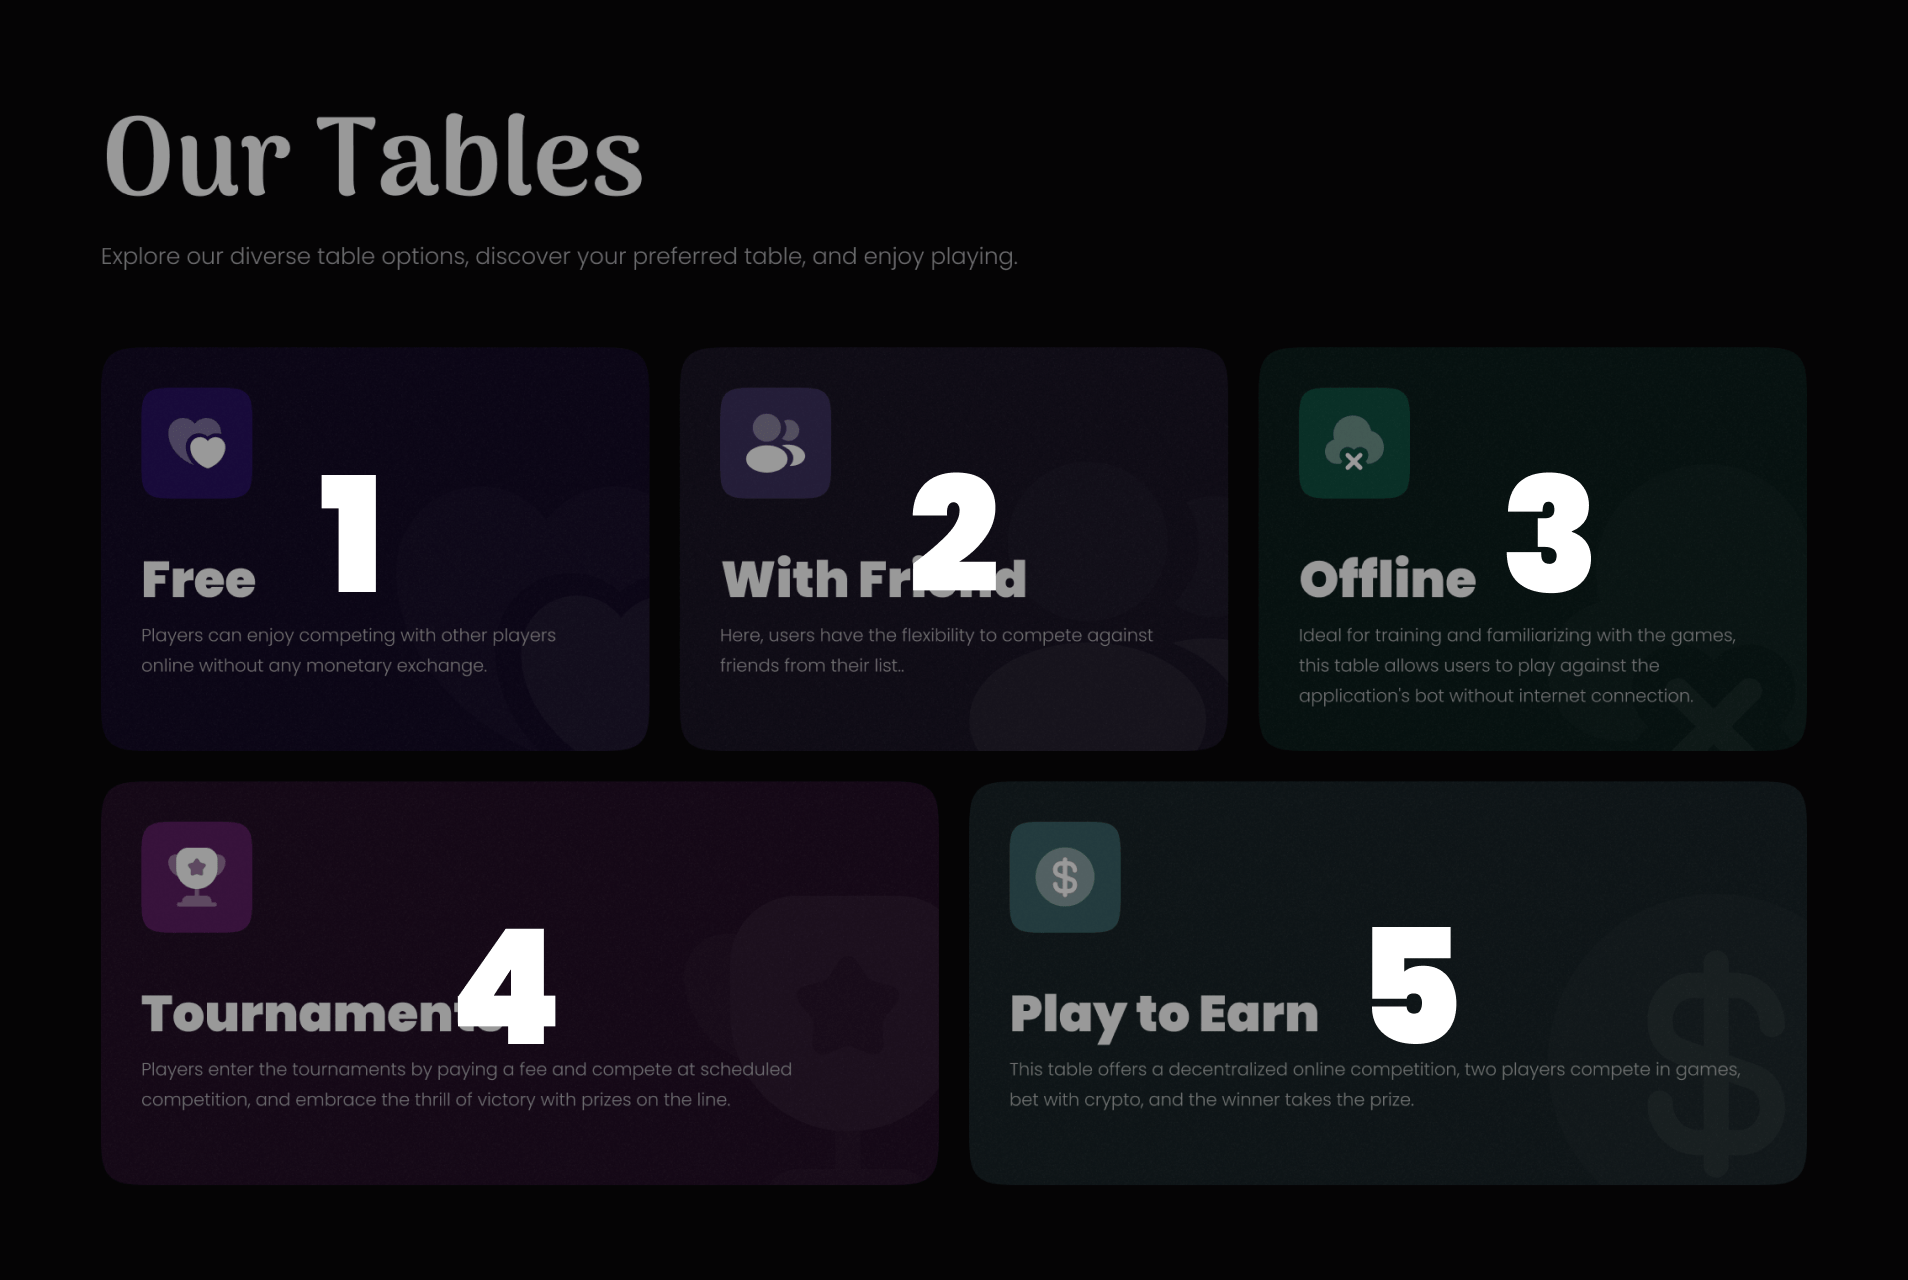 Our Tables
Explore our diverse table options, discover your preferred table, and enjoy playing.
1
Free
Players can enjoy competing with other players
online without any monetary exchange.
2
With Friend
Here, users have the flexibility to compete against
friends from their list..
3
Offline
Ideal for training and familiarizing with the games,
this table allows users to play against the
application's bot without internet connection.
4
Tournaments
Players enter the tournaments by paying a fee and compete at scheduled
competition, and embrace the thrill of victory with prizes on the line.
5
Play to Earn
This table offers a decentralized online competition, two players compete in games,
bet with crypto, and the winner takes the prize.